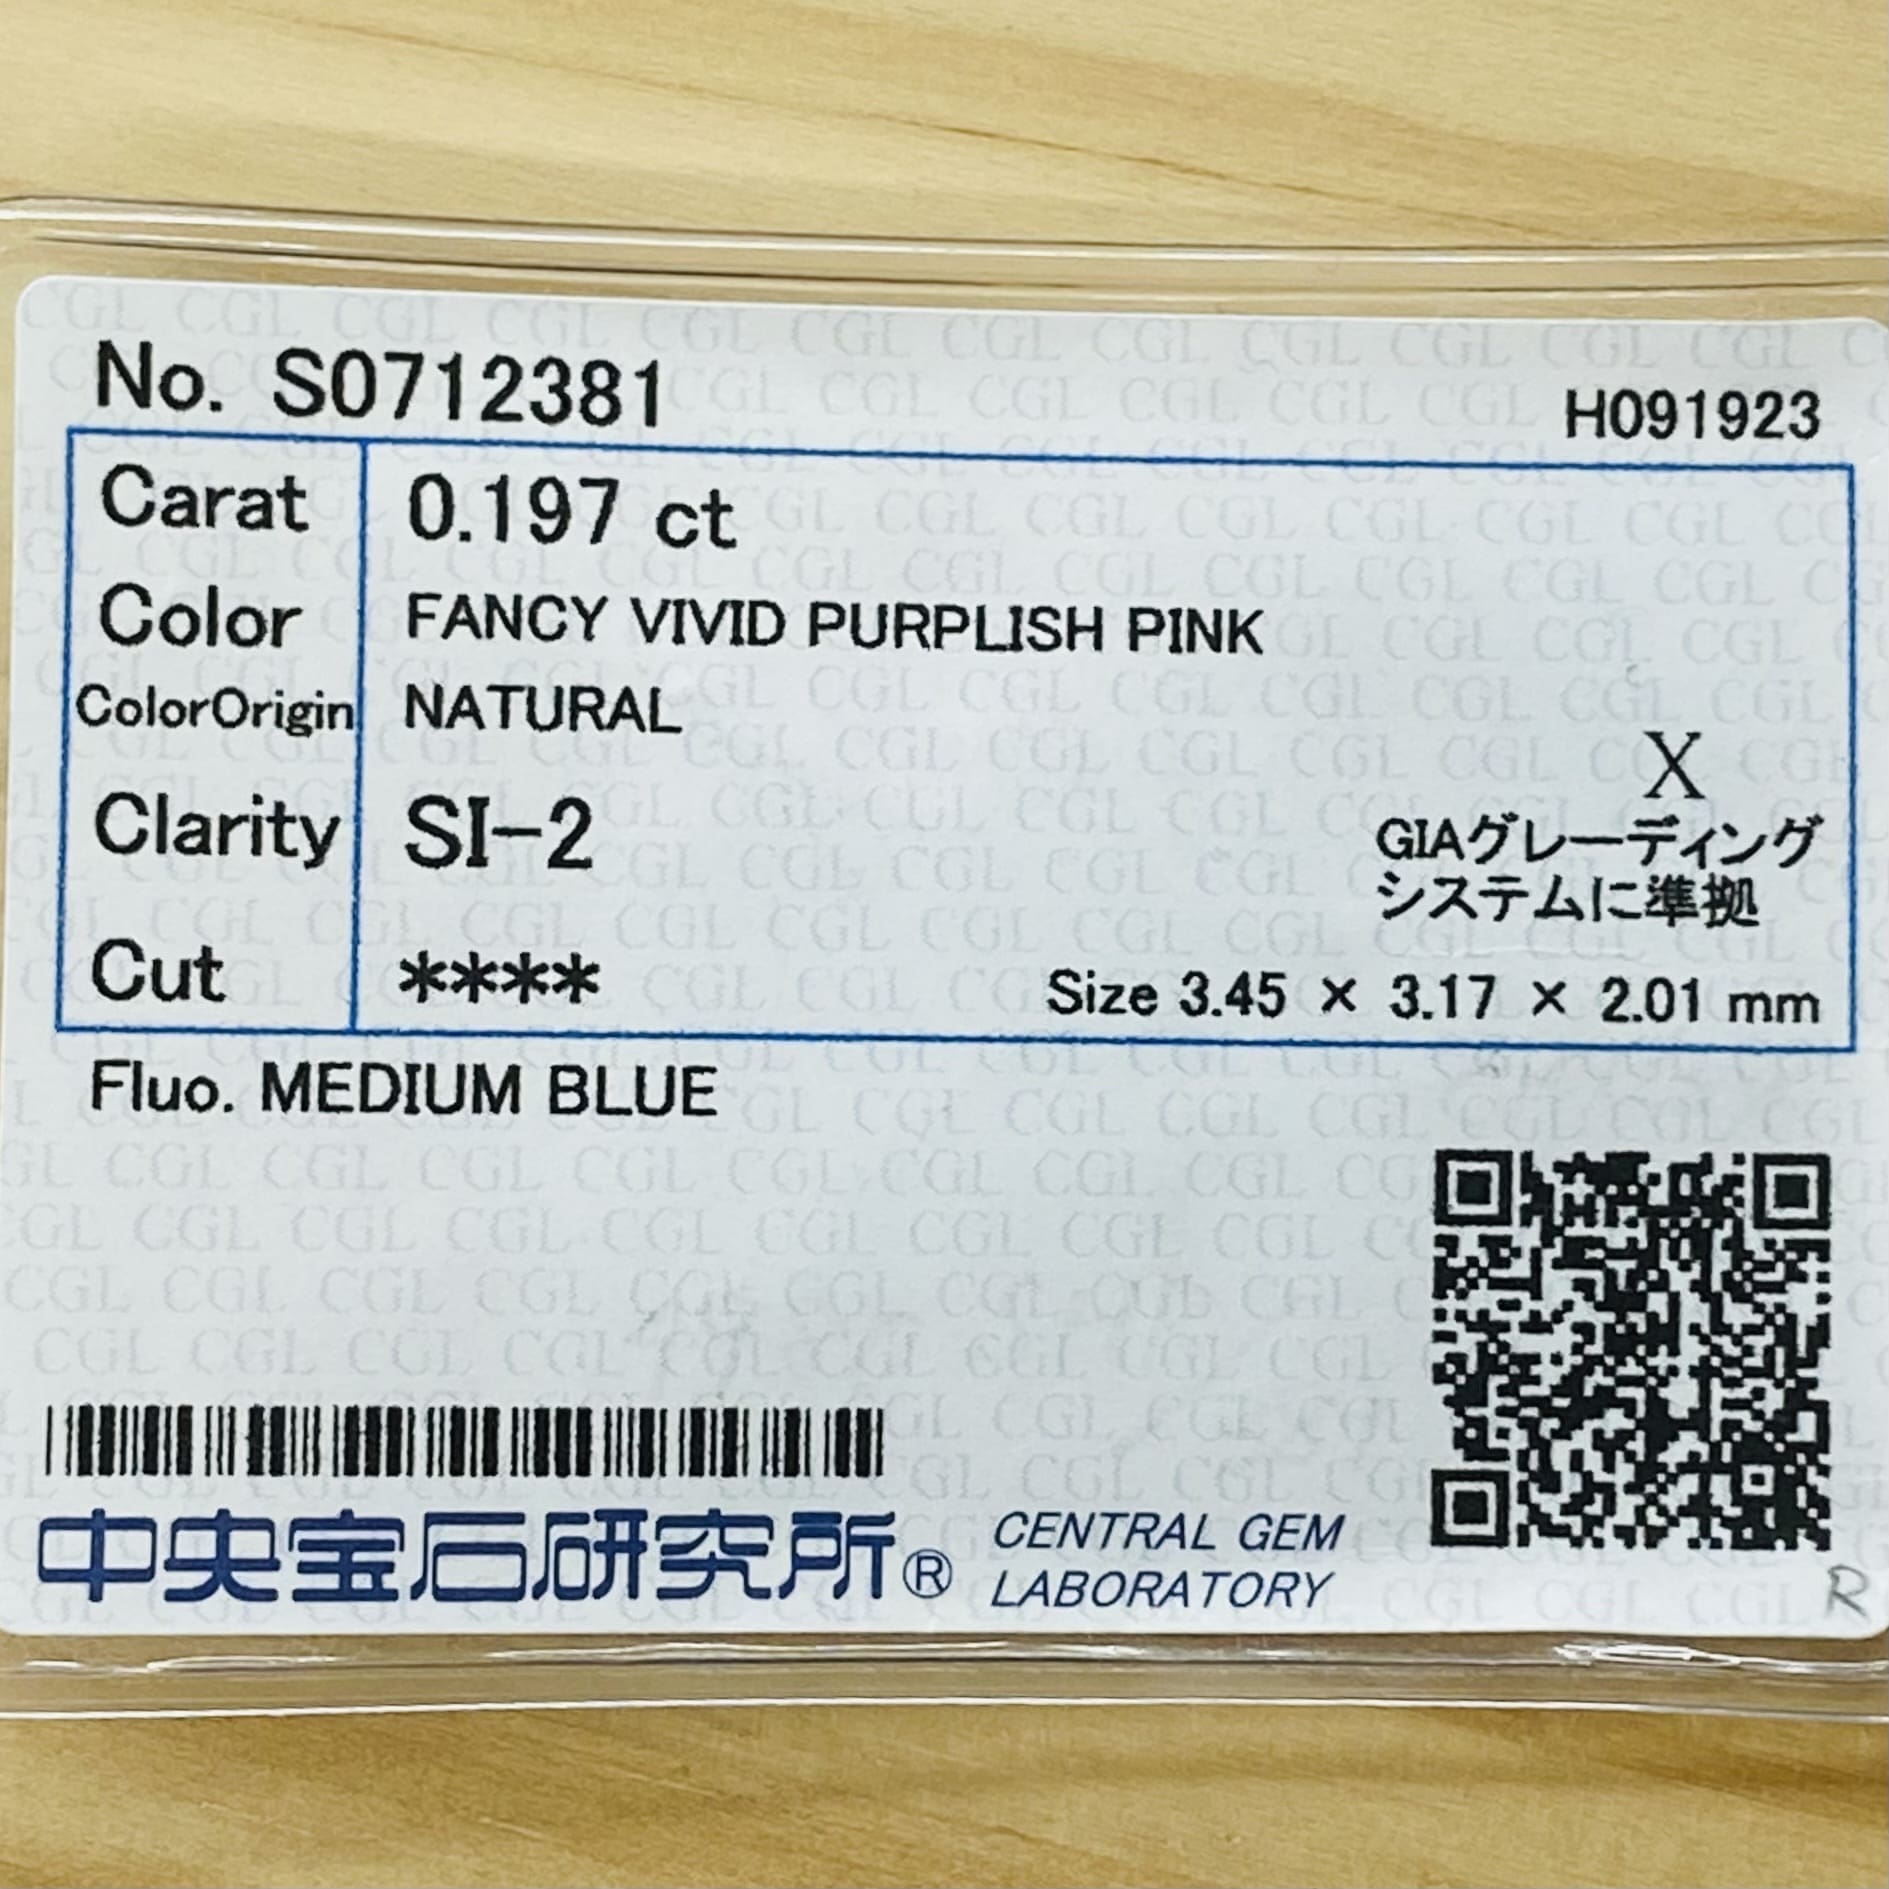 No. S0712381
H091923
Carat 0.197 ct
Color FANCY VIVID PURPLISH PINK
ColorOrigin NATURAL
X
Clarity SI-2
GIAグレーディング
システムに準拠
Cut ****
Size 3.45 × 3.17 × 2.01 mm
Fluo. MEDIUM BLUE
中央宝石研究所®
CENTRAL GEM
LABORATORY
R